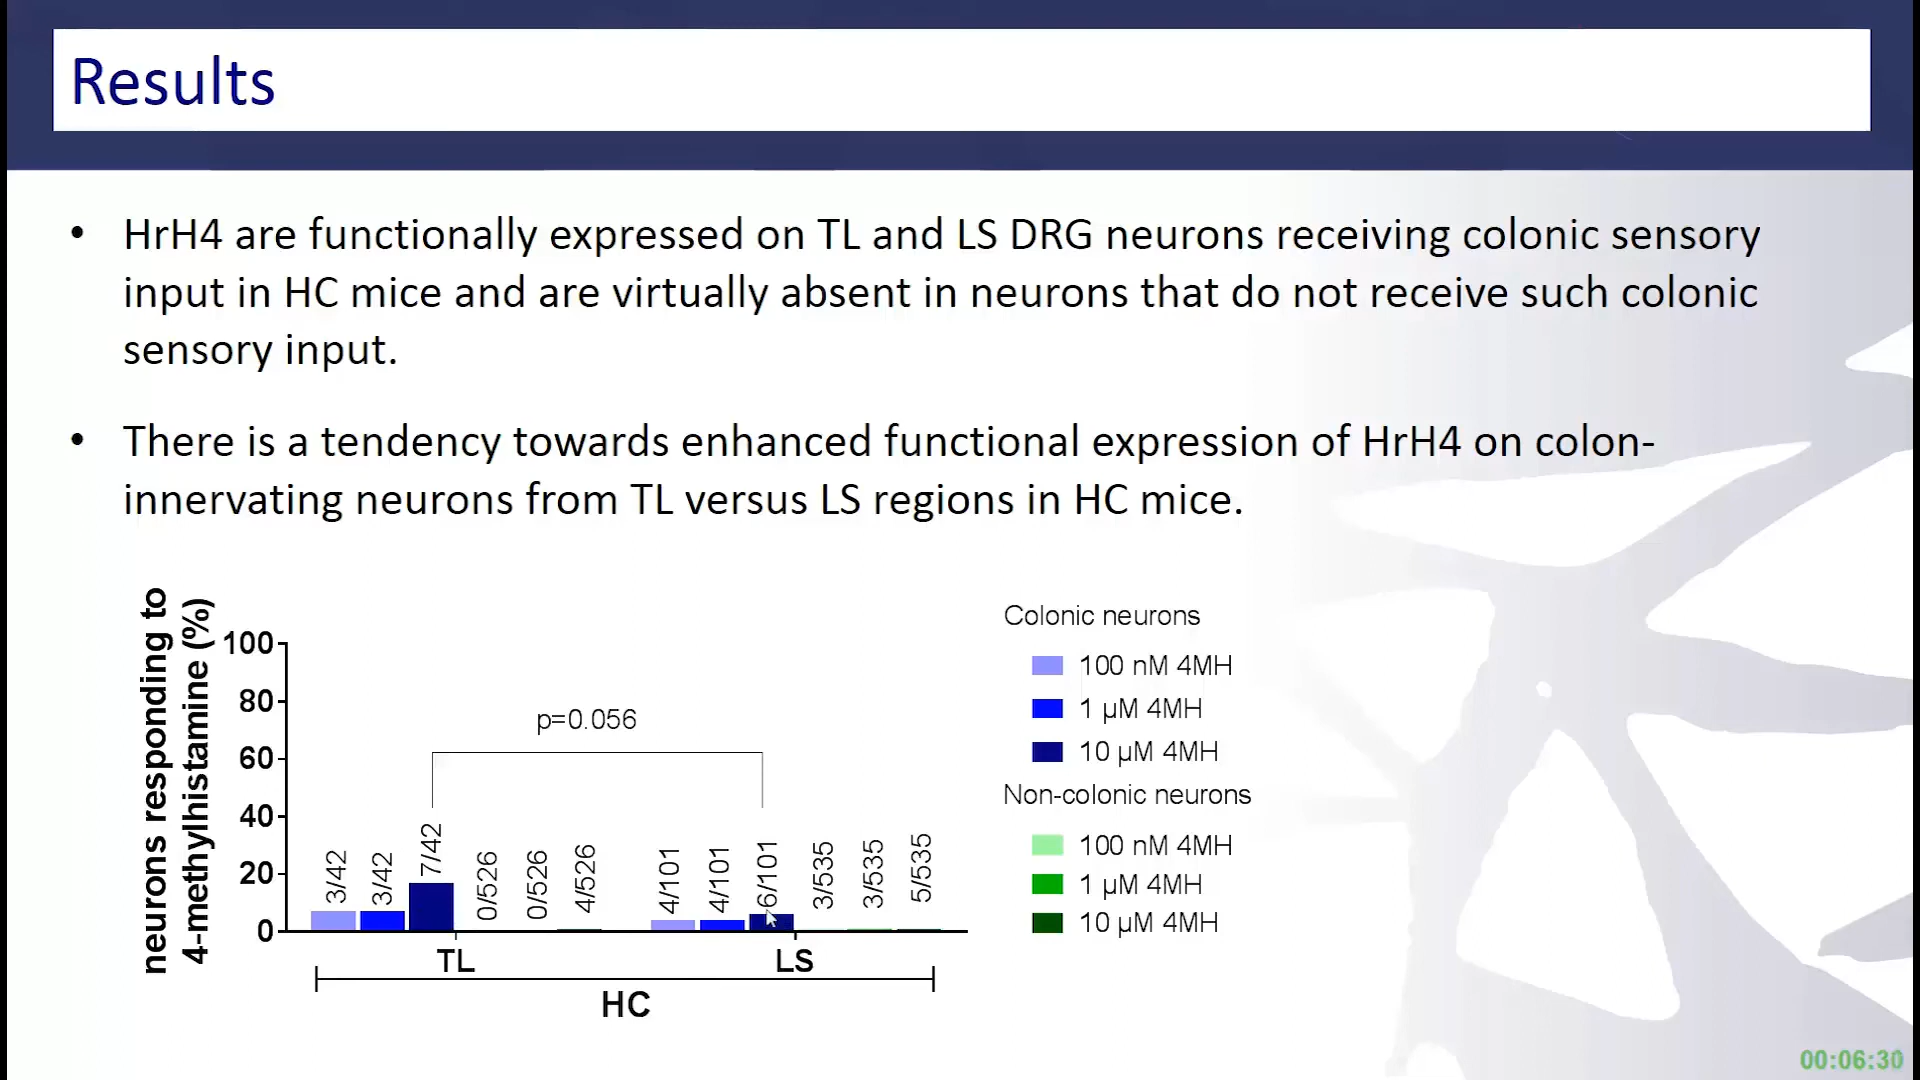 Results
• HrH4 are functionally expressed on TL and LS DRG neurons receiving colonic sensory
input in HC mice and are virtually absent in neurons that do not receive such colonic
sensory input.
• There is a tendency towards enhanced functional expression of HrH4 on colon-
innervating neurons from TL versus LS regions in HC mice.
neurons responding to
4-methylhistamine (%)
100
80
60
40
20
0
p=0.056
3/42
3/42
7/42
0/526
0/526
4/526
4/101
4/101
6/101
3/535
3/535
5/535
TL
LS
HC
Colonic neurons
100 nM 4MH
1 µM 4MH
10 µM 4MH
Non-colonic neurons
100 nM 4MH
1 µM 4MH
10 µM 4MH
00:06:30